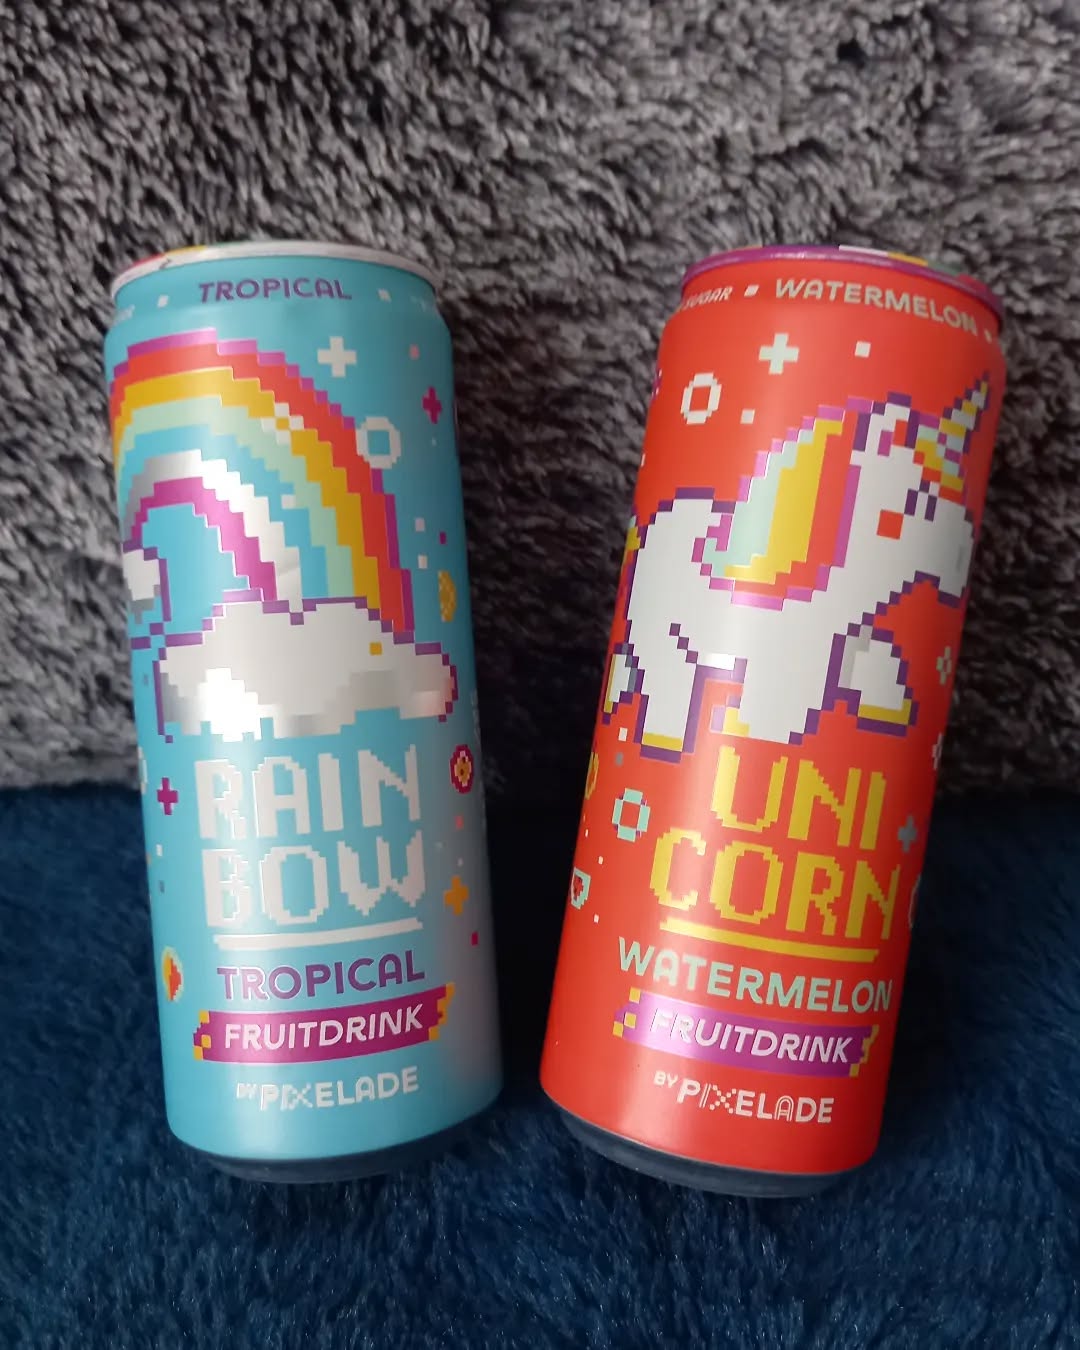 TROPICAL
RAIN
BOW
TROPICAL
FRUITDRINK
BY PIXELADE
SUGAR WATERMELON
UNI
CORN
WATERMELON
FRUITDRINK
BY PIXELADE